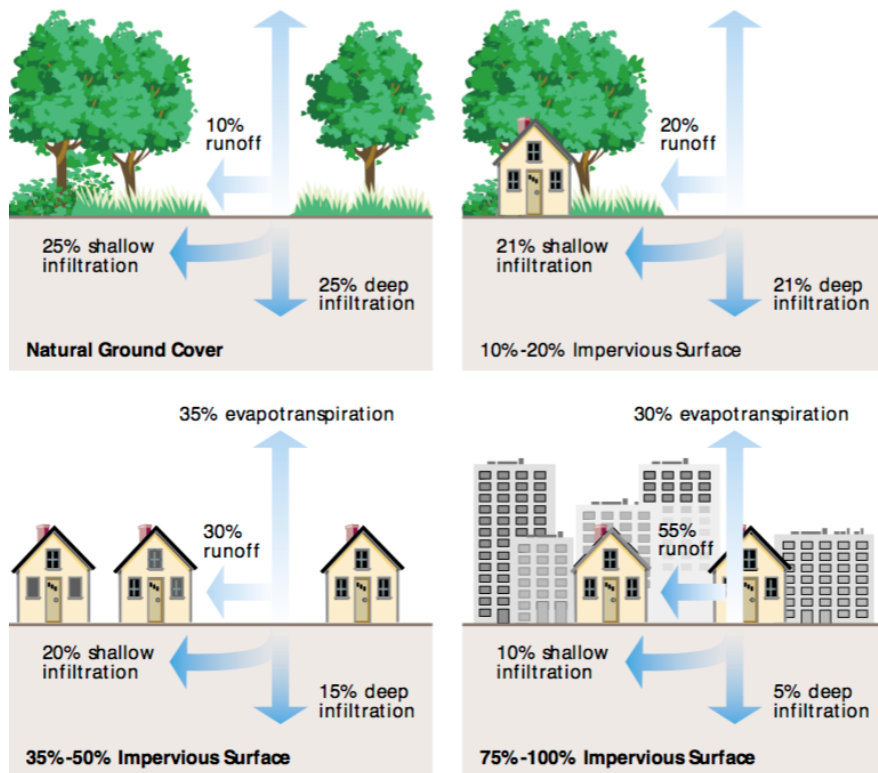 10%
runoff
25% shallow
infiltration
25% deep
infiltration
Natural Ground Cover
20%
runoff
21% shallow
infiltration
21% deep
infiltration
10%-20% Impervious Surface
35% evapotranspiration
30%
runoff
20% shallow
infiltration
15% deep
infiltration
35%-50% Impervious Surface
30% evapotranspiration
55%
runoff
10% shallow
infiltration
5% deep
infiltration
75%-100% Impervious Surface